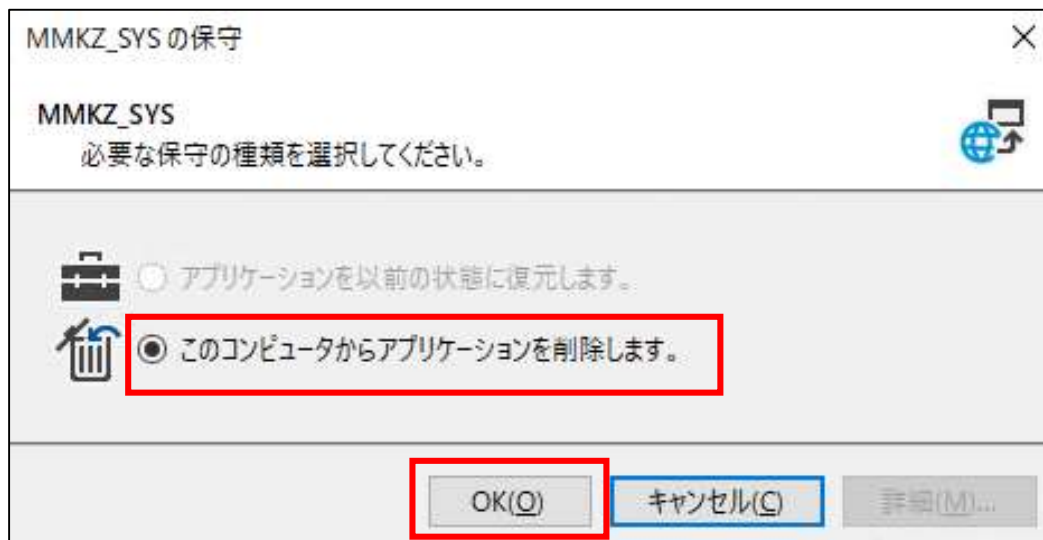 MMKZ_SYS の保守
MMKZ_SYS
必要な保守の種類を選択してください。
アプリケーションを以前の状態に復元します。
このコンピュータからアプリケーションを削除します。
OK(O) キャンセル(C) 詳細(M)...